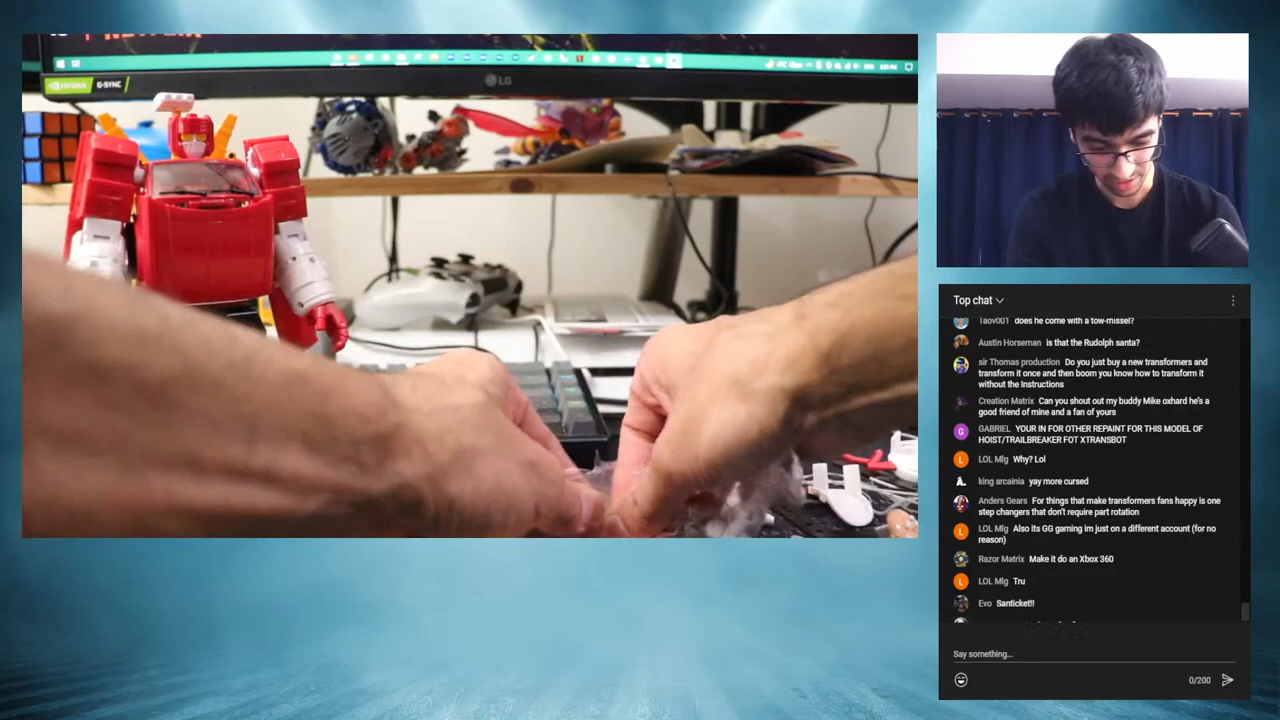 NVIDIA G-SYNC
LG
Top chat
Taov001 does he come with a tow-missel?
Austin Horseman is that the Rudolph santa?
sir Thomas production Do you just buy a new transformers and
transform it once and then boom you know how to transform it
without the Instructions
Creation Matrix Can you shout out my buddy Mike oxhard he's a
good friend of mine and a fan of yours
G
GABRIEL YOUR IN FOR OTHER REPAINT FOR THIS MODEL OF
HOIST/TRAILBREAKER FOT XTRANSBOT
L
LOL Mlg Why? Lol
king arcainia yay more cursed
Anders Gears For things that make transformers fans happy is one
step changers that don't require part rotation
L
LOL Mlg Also its GG gaming im just on a different account (for no
reason)
Razor Matrix Make it do an Xbox 360
L
LOL Mlg Tru
Evo Santicket!!
Say something...
0/200